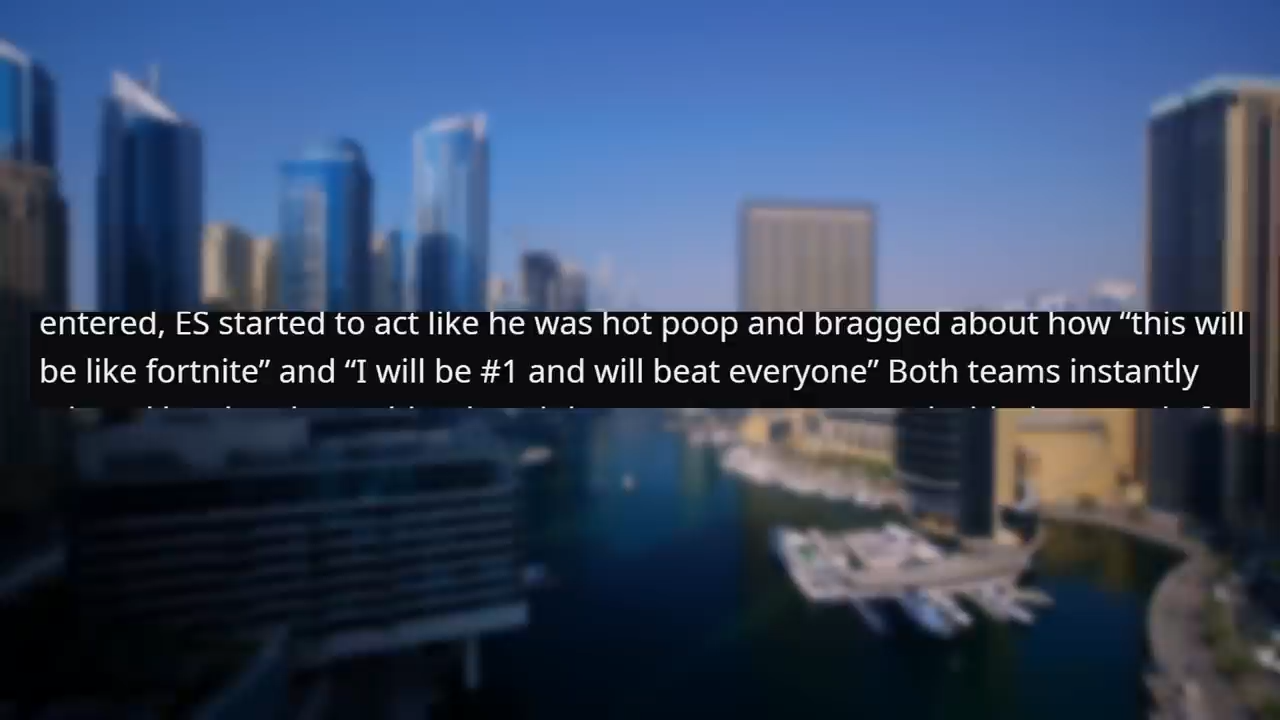 entered, ES started to act like he was hot poop and bragged about how “this will
be like fortnite” and “I will be #1 and will beat everyone” Both teams instantly